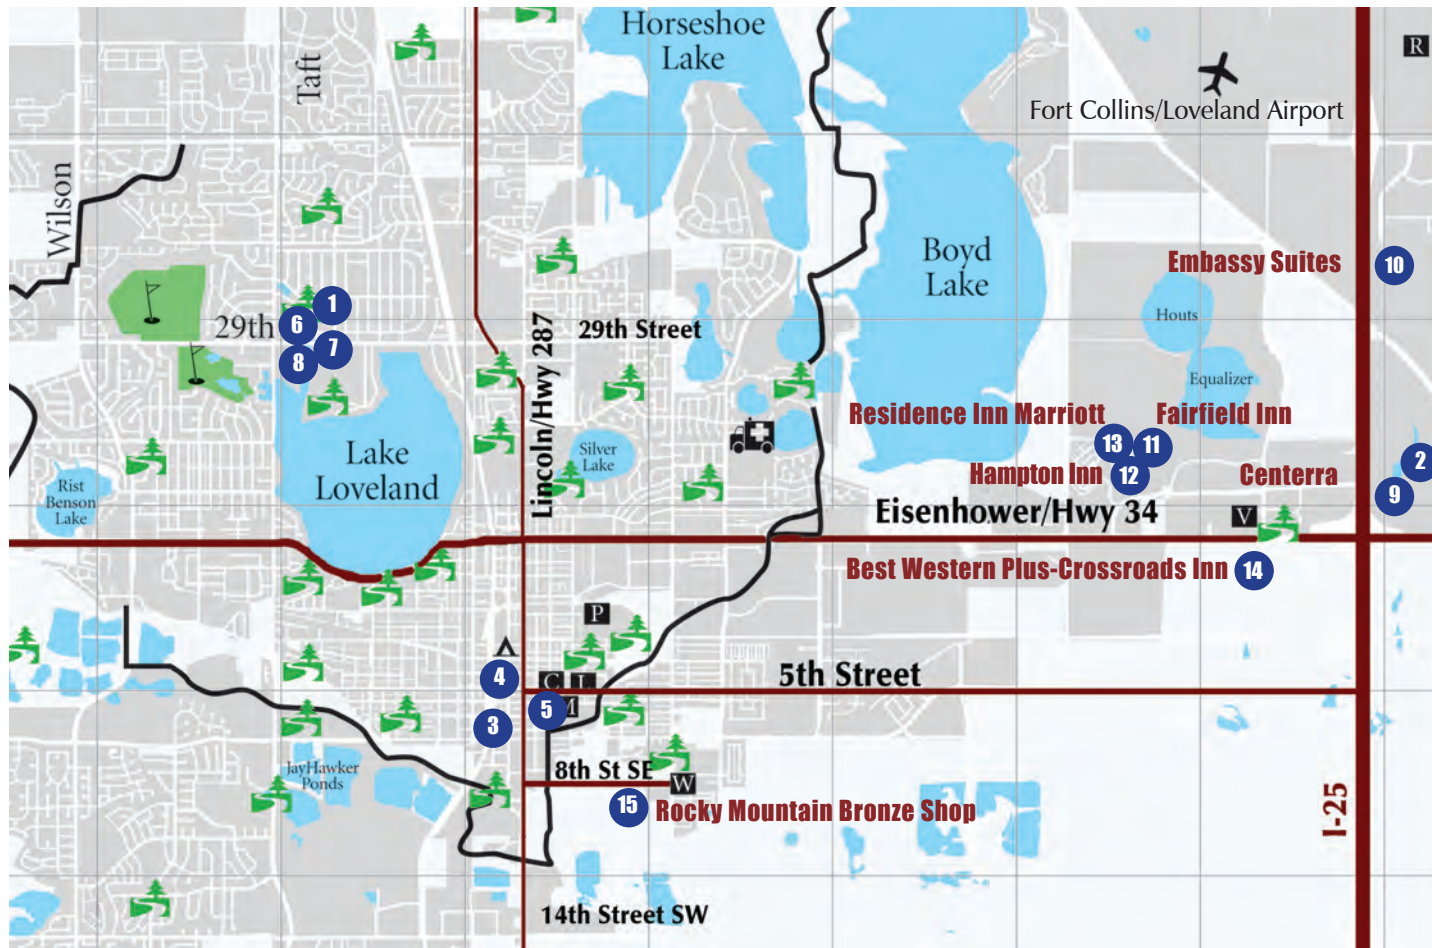 Horseshoe
Lake
Taft
R
Fort Collins/Loveland Airport
Wilson
Boyd
Lake
Embassy Suites
10
1
Houts
29th
6
29th Street
7
8
Lincoln/Hwy 287
Equalizer
Residence Inn Marriott
Fairfield Inn
13
11
Lake
Loveland
Silver
Lake
Hampton Inn
12
Centerra
2
9
Rist
Benson
Lake
Eisenhower/Hwy 34
V
Best Western Plus-Crossroads Inn
14
P
4
C
L
5th Street
5
M
3
JayHawker
Ponds
8th St SE
W
15
Rocky Mountain Bronze Shop
I-25
14th Street SW